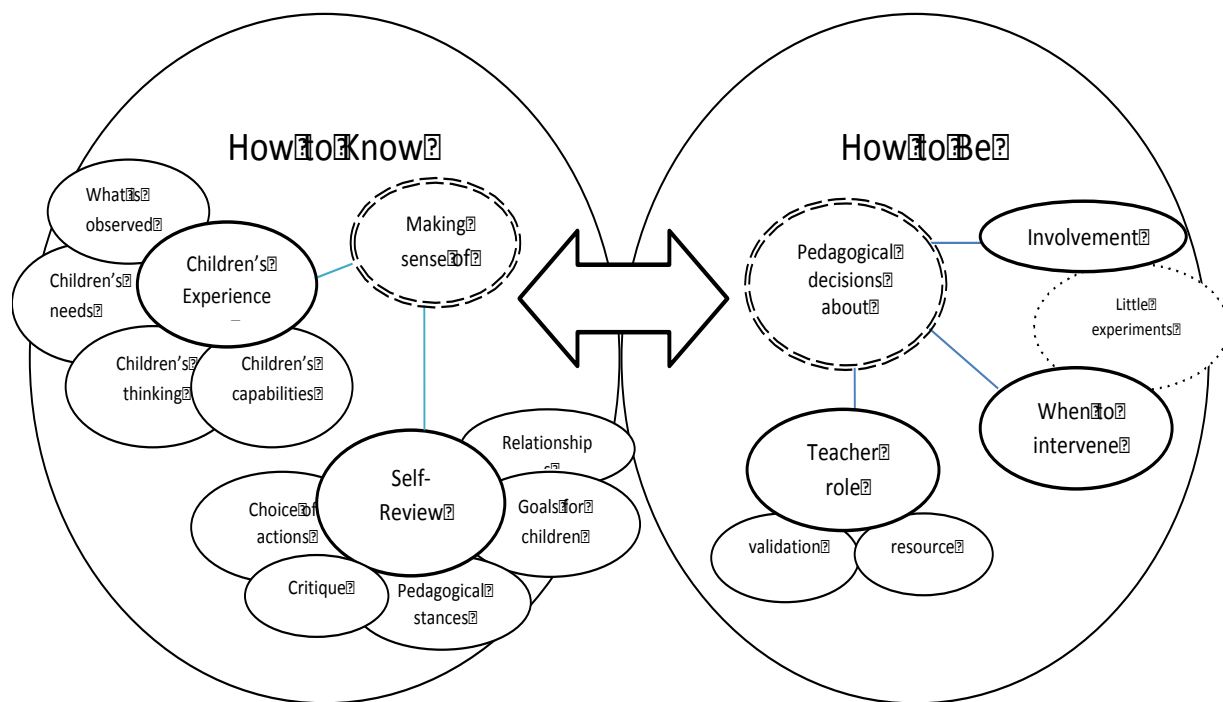 How to Know
What is
observed
Children's
needs
Children's
Experience
Children's
thinking
Children's
capabilities
Making
sense of
Self-
Review
Relationship
s
Goals for
children
Choice of
actions
Critique
Pedagogical
stances
How to Be
Pedagogical
decisions
about
Involvement
Little
experiments
When to
intervene
Teacher
role
validation
resource